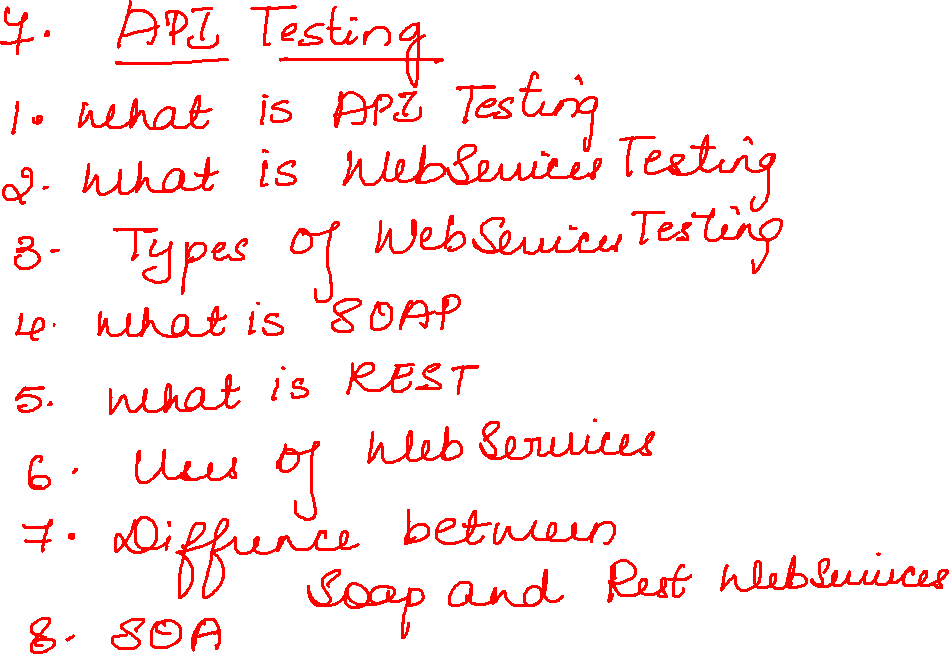 7. API Testing
1. What is API Testing
2. What is WebServices Testing
3- Types of WebServices Testing
4. What is SOAP
5. What is REST
6. Uses of Web Services
7. Diffrence between
Soap and Rest WebServices
8. SOA